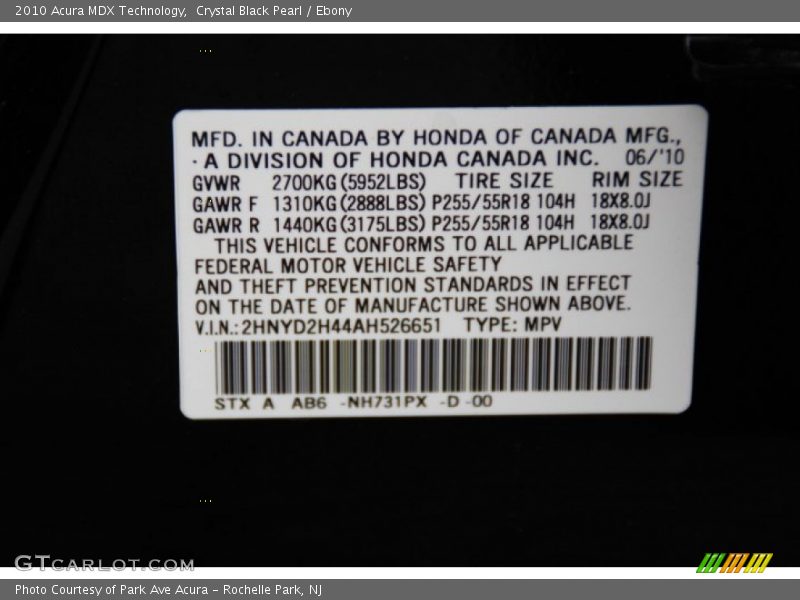 2010 Acura MDX Technology,  Crystal Black Pearl / Ebony
MFD. IN CANADA BY HONDA OF CANADA MFG.,
· A DIVISION OF HONDA CANADA INC. 06/'10
GVWR 2700KG(5952LBS) TIRE SIZE RIM SIZE
GAWR F 1310KG(2888LBS) P255/55R18 104H 18X8.0J
GAWR R 1440KG(3175LBS) P255/55R18 104H 18X8.0J
THIS VEHICLE CONFORMS TO ALL APPLICABLE
FEDERAL MOTOR VEHICLE SAFETY
AND THEFT PREVENTION STANDARDS IN EFFECT
ON THE DATE OF MANUFACTURE SHOWN ABOVE.
V.I.N.: 2HNYD2H44AH526651 TYPE: MPV
STX A AB6 -NH731PX -D -00
GTCARLOT.COM
Photo Courtesy of Park Ave Acura - Rochelle Park, NJ